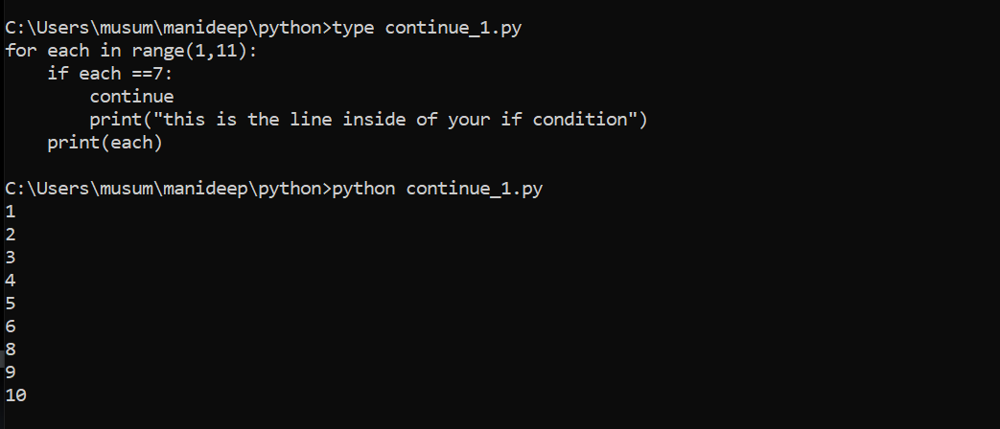 C:\Users\musum\manideep\python>type continue_1.py
for each in range(1,11):
    if each ==7:
        continue
        print("this is the line inside of your if condition")
    print(each)
C:\Users\musum\manideep\python>python continue_1.py
1
2
3
4
5
6
8
9
10